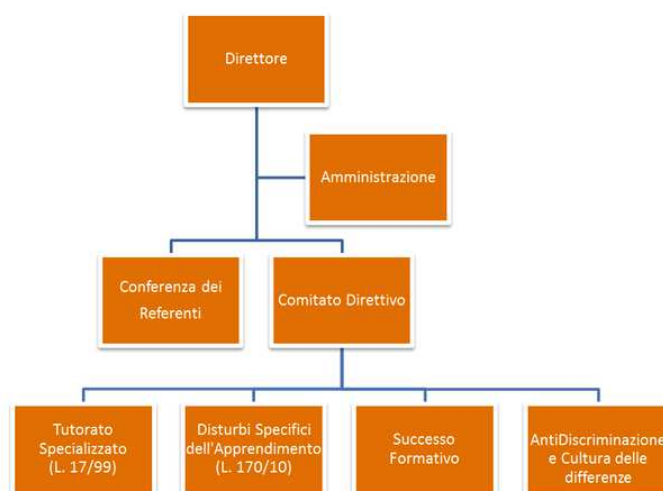 Direttore
Amministrazione
Conferenza dei
Referenti
Comitato Direttivo
Tutorato
Specializzato
(L. 17/99)
Disturbi Specifici
dell'Apprendimento
(L. 170/10)
Successo
Formativo
AntiDiscriminazione
e Cultura delle
differenze